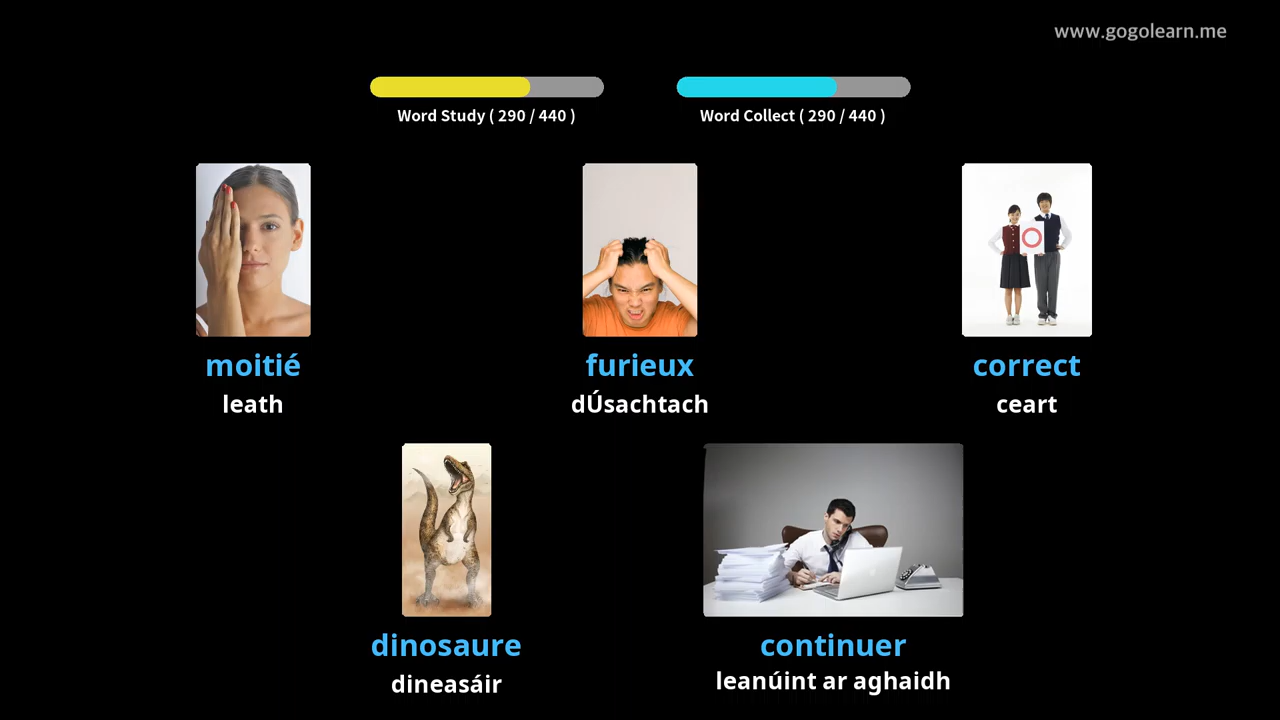 www.gogolearn.me
Word Study ( 290 / 440 )
Word Collect ( 290 / 440 )
moitié
furieux
correct
leath
dÚsachtach
ceart
dinosaure
continuer
dineasáir
leanúint ar aghaidh